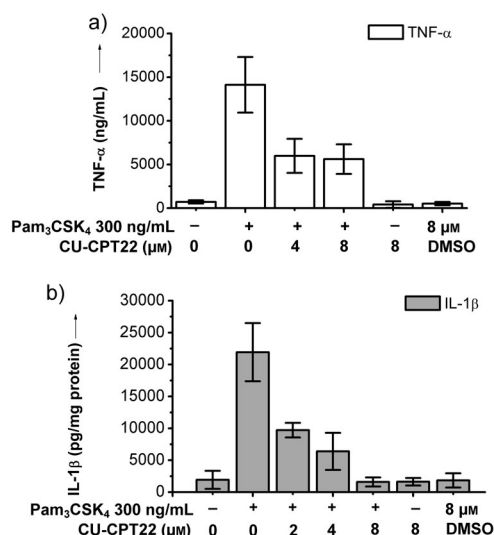 a)
TNF-α
TNF-α (ng/mL)
20000
15000
10000
5000
0
Pam₃CSK₄ 300 ng/mL – + + + – 8 μM
CU-CPT22 (μM) 0 0 4 8 8 DMSO
b)
IL-1β
IL-1β (pg/mg protein)
30000
25000
20000
15000
10000
5000
0
Pam₃CSK₄ 300 ng/mL – + + + + – 8 μM
CU-CPT22 (μM) 0 0 2 4 8 8 DMSO